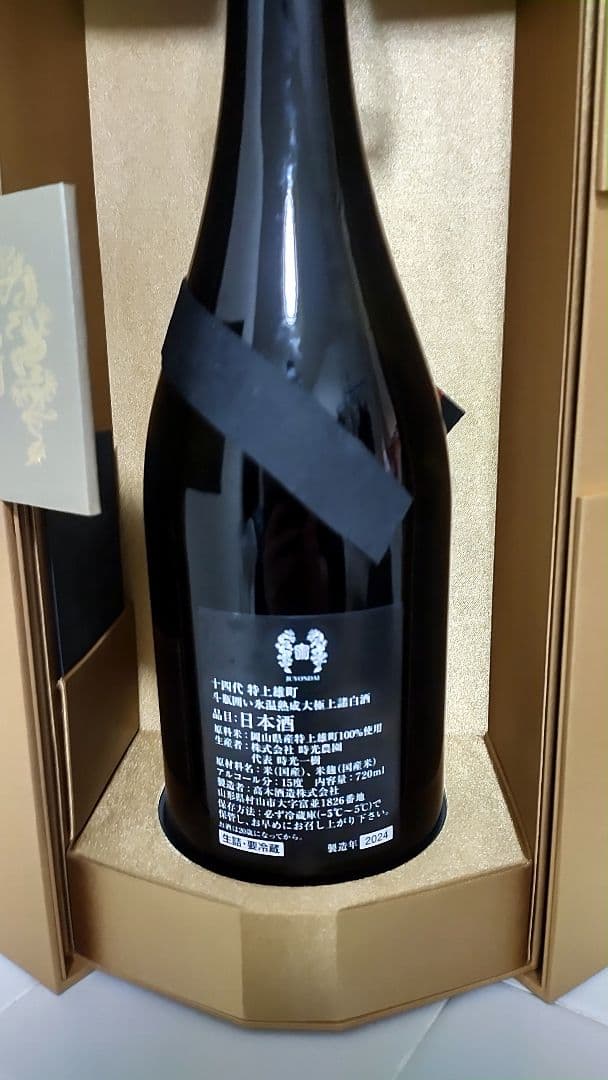 JUYONDAI
十四代 特上雄町
斗瓶囲い氷温熟成大極上諸白酒
品目:日本酒
原料米:岡山県産特上雄町100%使用
生産者:株式会社 時光農園
代表 時光一樹
原材料名:米(国産)、米麹(国産米)
アルコール分:15度 内容量:720ml
製造者:高木酒造株式会社
山形県村山市大字富並1826番地
保存方法:必ず冷蔵庫(−5℃〜5℃)で
保管し、お早めにお召し上がり下さい。
お酒は20歳になってから。
生詰・要冷蔵 製造年 2024